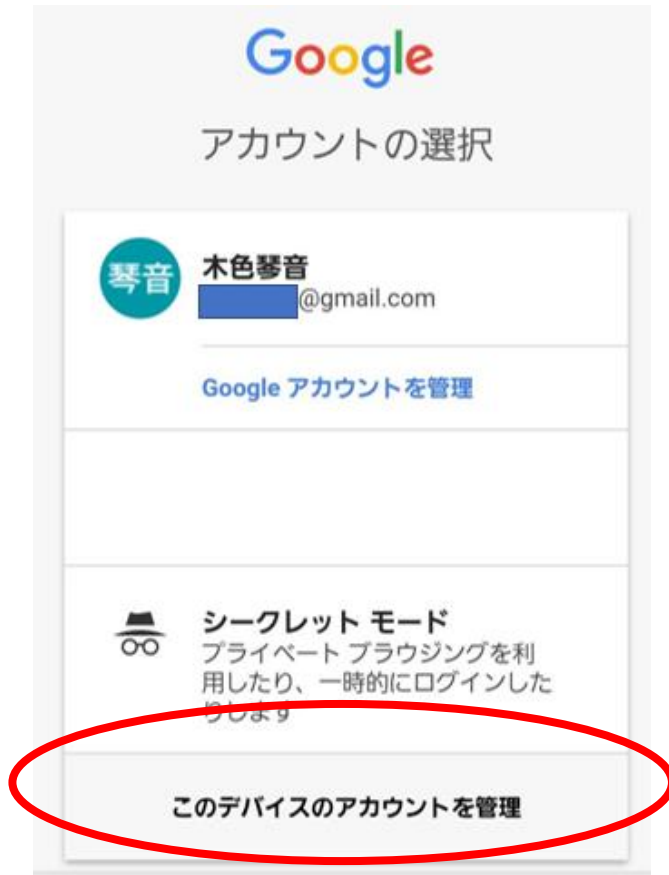 Google
アカウントの選択
琴音
木色琴音
@gmail.com
Google アカウントを管理
シークレット モード
プライベート ブラウジングを利
用したり、一時的にログインした
りします
このデバイスのアカウントを管理